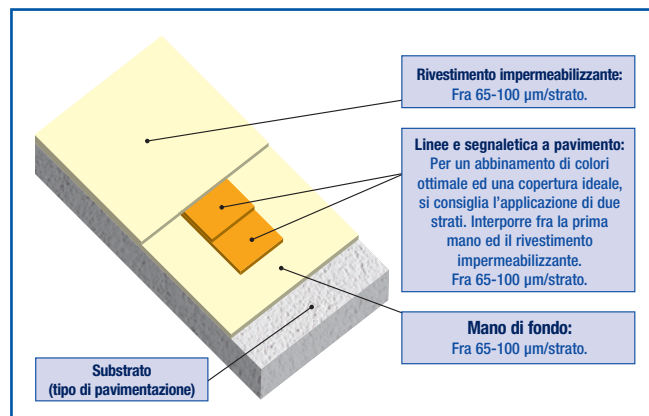 Rivestimento impermeabilizzante:
Fra 65-100 µm/strato.
Linee e segnaletica a pavimento:
Per un abbinamento di colori
ottimale ed una copertura ideale,
si consiglia l’applicazione di due
strati. Interporre fra la prima
mano ed il rivestimento
impermeabilizzante.
Fra 65-100 µm/strato.
Mano di fondo:
Fra 65-100 µm/strato.
Substrato
(tipo di pavimentazione)